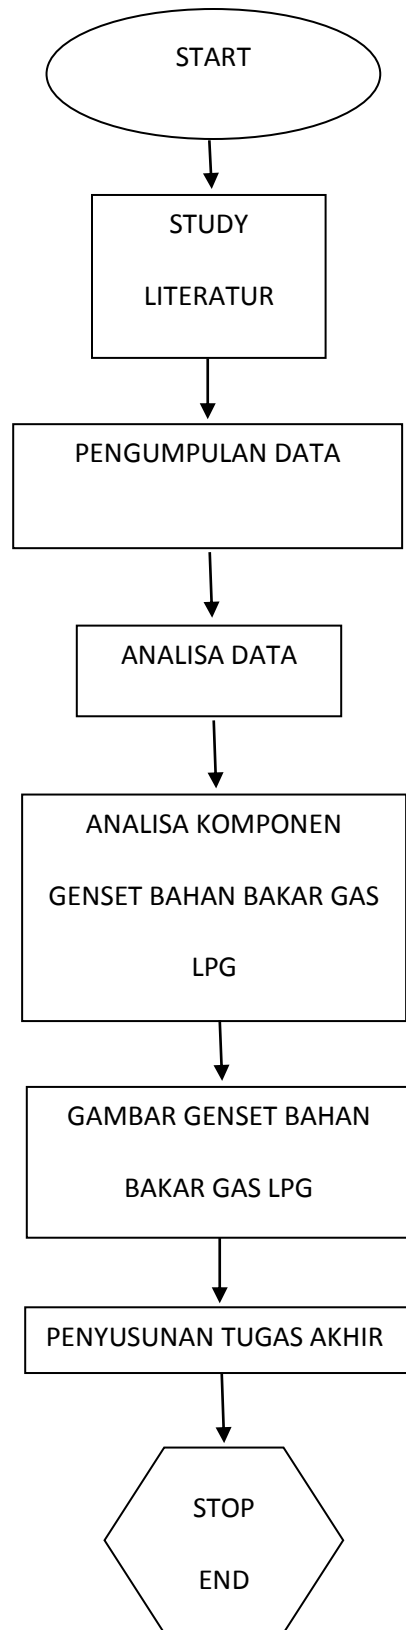 START
STUDY
LITERATUR
PENGUMPULAN DATA
ANALISA DATA
ANALISA KOMPONEN
GENSET BAHAN BAKAR GAS
LPG
GAMBAR GENSET BAHAN
BAKAR GAS LPG
PENYUSUNAN TUGAS AKHIR
STOP
END